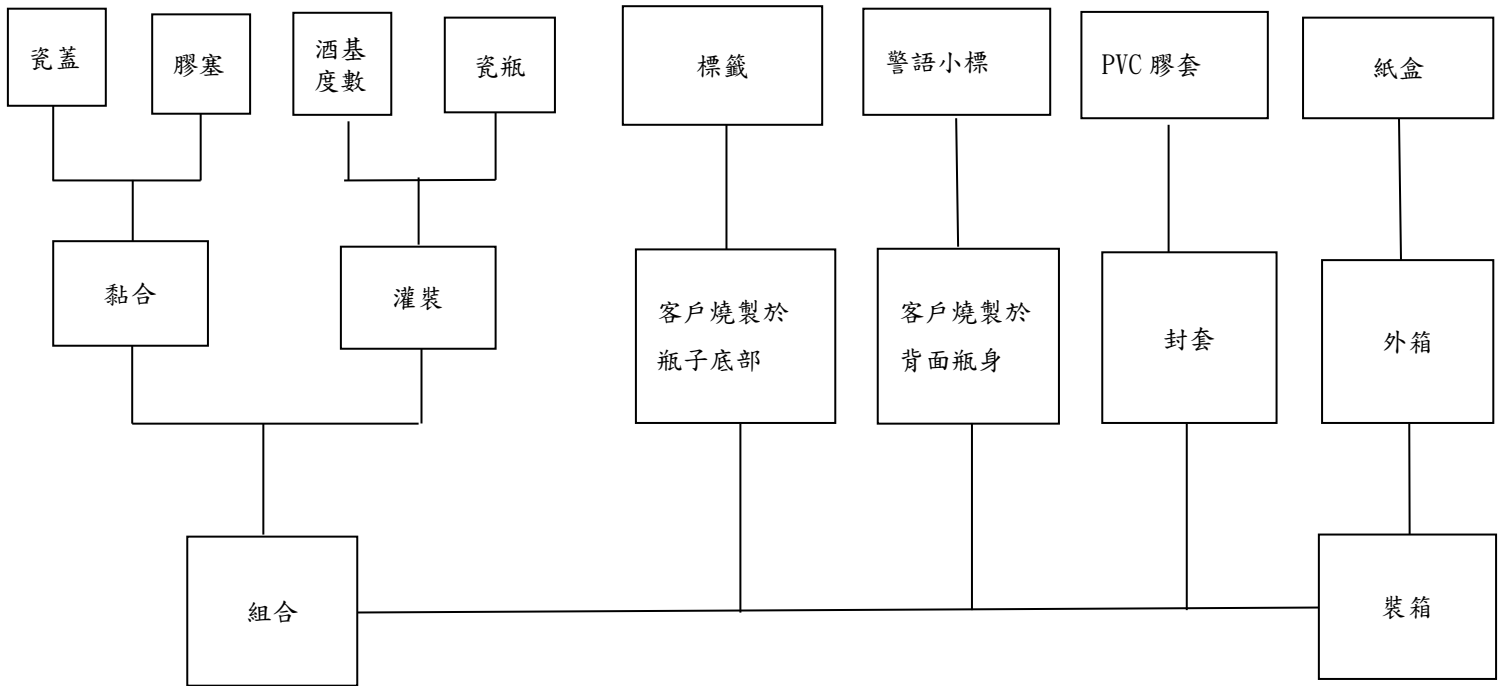 瓷蓋
膠塞
酒基
度數
瓷瓶
標籤
警語小標
PVC 膠套
紙盒
黏合
灌裝
客戶燒製於
瓶子底部
客戶燒製於
背面瓶身
封套
外箱
組合
裝箱